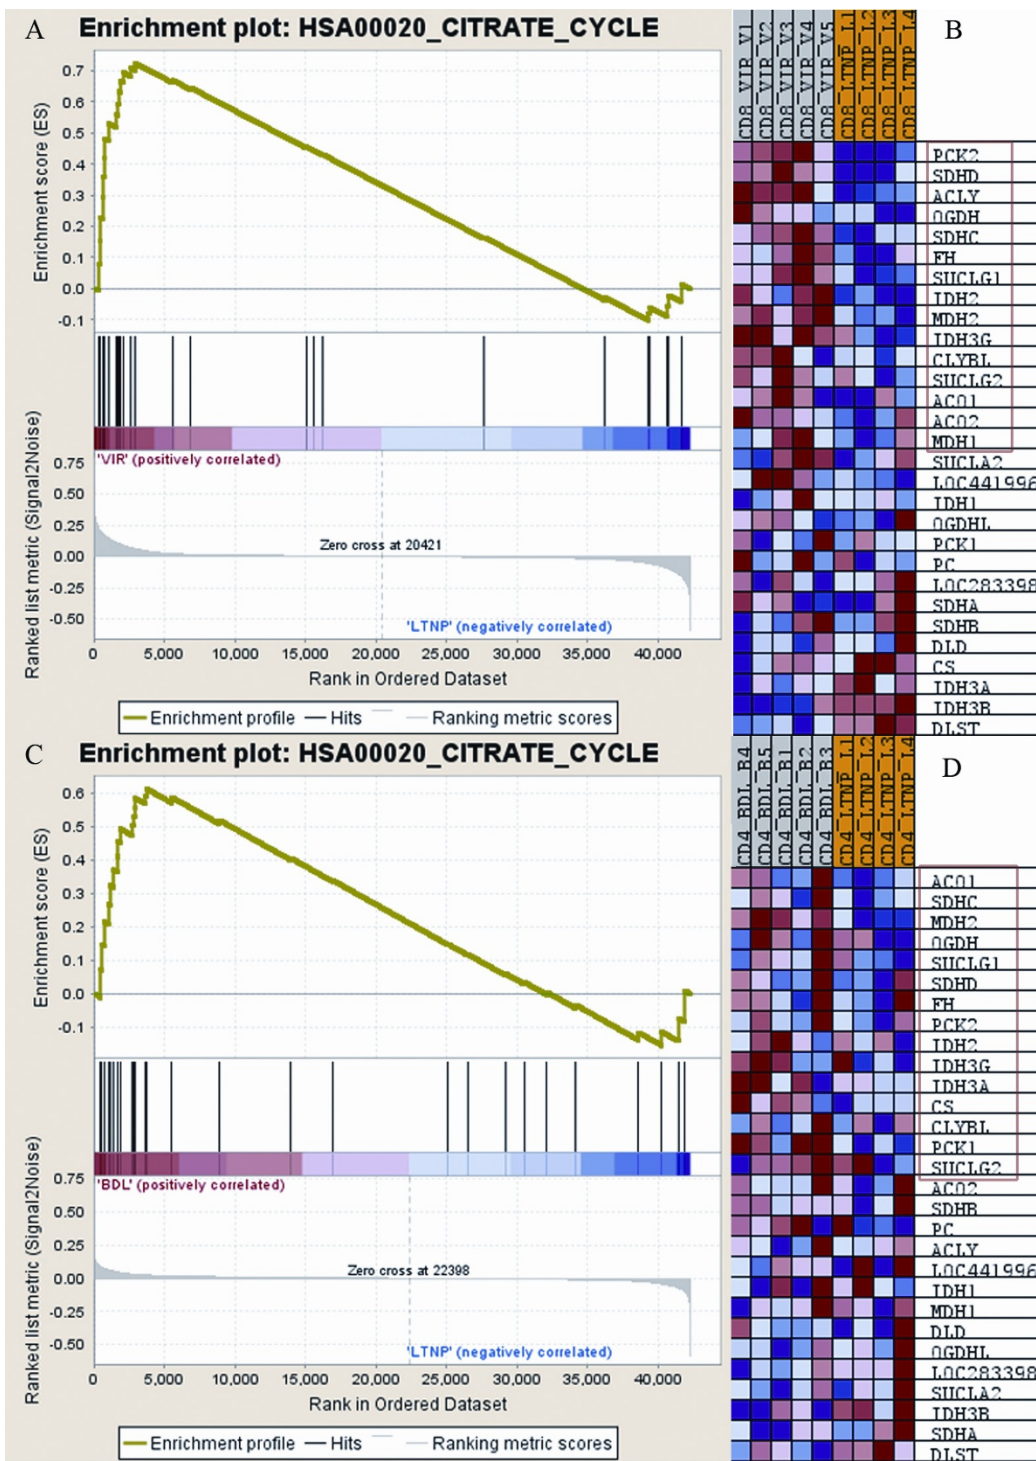 A
Enrichment plot: HSA00020_CITRATE_CYCLE
Enrichment score (ES)
0.7
0.6
0.5
0.4
0.3
0.2
0.1
0.0
-0.1
'VIR' (positively correlated)
Ranked list metric (Signal2Noise)
0.75
0.50
0.25
0.00
-0.25
-0.50
Zero cross at 20421
'LTNP' (negatively correlated)
0 5,000 10,000 15,000 20,000 25,000 30,000 35,000 40,000
Rank in Ordered Dataset
Enrichment profile Hits Ranking metric scores
B
CD8_VIR_V1
CD8_VIR_V2
CD8_VIR_V3
CD8_VIR_V4
CD8_VIR_V5
CD8_LTNP_L1
CD8_LTNP_L2
CD8_LTNP_L3
CD8_LTNP_L4
PCK2
SDHD
ACLY
OGDH
SDHC
FH
SUCLG1
IDH2
MDH2
IDH3G
CLYBL
SUCLG2
ACO1
ACO2
MDH1
SUCLA2
LOC441996
IDH1
OGDHL
PCK1
PC
LOC283398
SDHA
SDHB
DLD
CS
IDH3A
IDH3B
DLST
C
Enrichment plot: HSA00020_CITRATE_CYCLE
Enrichment score (ES)
0.6
0.5
0.4
0.3
0.2
0.1
0.0
-0.1
'BDL' (positively correlated)
Ranked list metric (Signal2Noise)
0.75
0.50
0.25
0.00
-0.25
-0.50
Zero cross at 22398
'LTNP' (negatively correlated)
0 5,000 10,000 15,000 20,000 25,000 30,000 35,000 40,000
Rank in Ordered Dataset
Enrichment profile Hits Ranking metric scores
D
CD4_BDL_B4
CD4_BDL_B5
CD4_BDL_B1
CD4_BDL_B2
CD4_BDL_B3
CD4_LTNP_L1
CD4_LTNP_L2
CD4_LTNP_L3
CD4_LTNP_L4
ACO1
SDHC
MDH2
OGDH
SUCLG1
SDHD
FH
PCK2
IDH2
IDH3G
IDH3A
CS
CLYBL
PCK1
SUCLG2
ACO2
SDHB
PC
ACLY
LOC441996
IDH1
MDH1
DLD
OGDHL
LOC283398
SUCLA2
IDH3B
SDHA
DLST